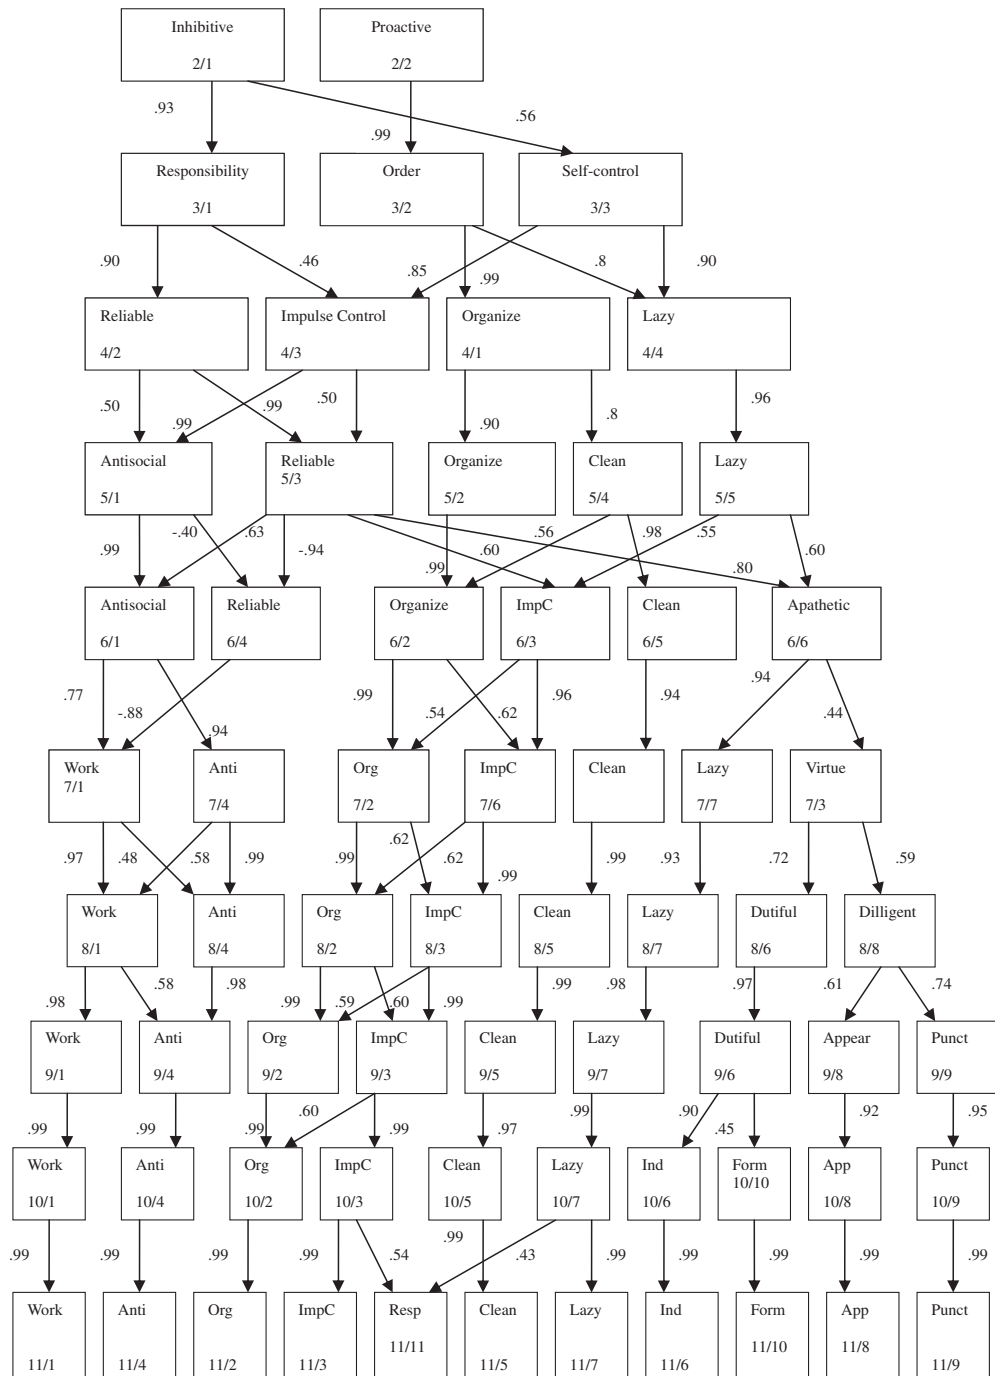 Inhibitive
2/1
Proactive
2/2
.93
.99
.56
Responsibility
3/1
Order
3/2
Self-control
3/3
.90
.46
.85
.99
.8
.90
Reliable
4/2
Impulse Control
4/3
Organize
4/1
Lazy
4/4
.50
.99
.99
.50
.90
.8
.96
Antisocial
5/1
Reliable
5/3
Organize
5/2
Clean
5/4
Lazy
5/5
.99
-.40
.63
-.94
.99
.60
.56
.98
.55
.80
.60
Antisocial
6/1
Reliable
6/4
Organize
6/2
ImpC
6/3
Clean
6/5
Apathetic
6/6
.77
-.88
.94
.99
.54
.62
.96
.94
.94
.44
Work
7/1
Anti
7/4
Org
7/2
ImpC
7/6
Clean
Lazy
7/7
Virtue
7/3
.97
.48
.58
.99
.99
.62
.62
.99
.99
.93
.72
.59
Work
8/1
Anti
8/4
Org
8/2
ImpC
8/3
Clean
8/5
Lazy
8/7
Dutiful
8/6
Dilligent
8/8
.98
.58
.98
.99
.59
.60
.99
.99
.98
.97
.61
.74
Work
9/1
Anti
9/4
Org
9/2
ImpC
9/3
Clean
9/5
Lazy
9/7
Dutiful
9/6
Appear
9/8
Punct
9/9
.99
.99
.99
.60
.99
.97
.99
.90
.45
.92
.95
Work
10/1
Anti
10/4
Org
10/2
ImpC
10/3
Clean
10/5
Lazy
10/7
Ind
10/6
Form
10/10
App
10/8
Punct
10/9
.99
.99
.99
.99
.54
.99
.43
.99
.99
.99
.99
.99
Work
11/1
Anti
11/4
Org
11/2
ImpC
11/3
Resp
11/11
Clean
11/5
Lazy
11/7
Ind
11/6
Form
11/10
App
11/8
Punct
11/9